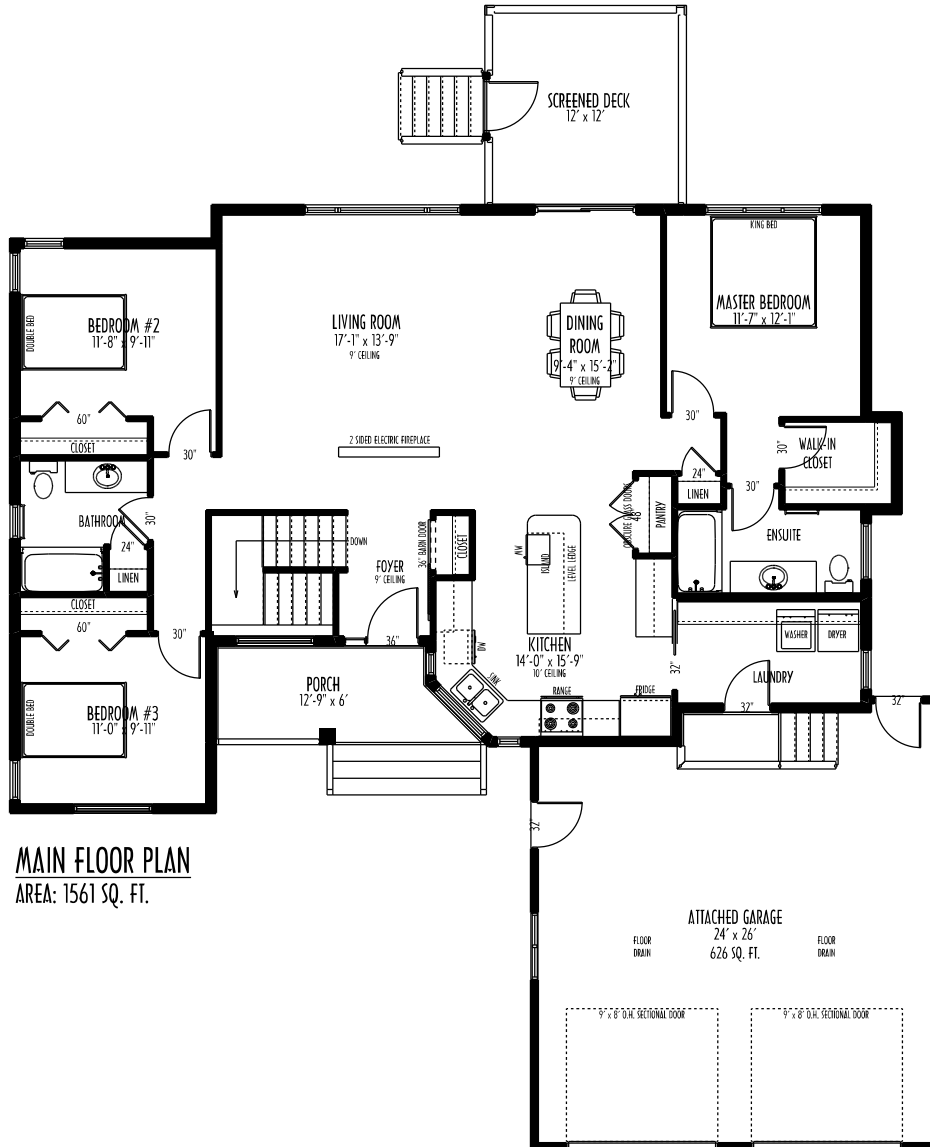 SCREENED DECK
12' x 12'
KING BED
MASTER BEDROOM
11'-7" x 12'-1"
LIVING ROOM
17'-1" x 13'-9"
9' CEILING
DINING
ROOM
9'-4" x 15'-2"
9' CEILING
DOUBLE BED
BEDROOM #2
11'-8" x 9'-11"
60"
CLOSET
30"
2 SIDED ELECTRIC FIREPLACE
30"
30"
WALK-IN
CLOSET
24"
LINEN
30"
OBSCURE GLASS DOORS
48"
PANTRY
BATHROOM
30"
24"
LINEN
ENSUITE
DOWN
FOYER
9' CEILING
36" BARN DOOR
CLOSET
MW
ISLAND
LEVEL LEDGE
CLOSET
60"
30"
36"
DW
SINK
KITCHEN
14'-0" x 15'-9"
10' CEILING
32"
WASHER
DRYER
LAUNDRY
PORCH
12'-9" x 6'
RANGE
FRIDGE
32"
32"
DOUBLE BED
BEDROOM #3
11'-0" x 9'-11"
32"
MAIN FLOOR PLAN
AREA: 1561 SQ. FT.
ATTACHED GARAGE
24' x 26'
626 SQ. FT.
FLOOR
DRAIN
FLOOR
DRAIN
9' x 8' O.H. SECTIONAL DOOR
9' x 8' O.H. SECTIONAL DOOR